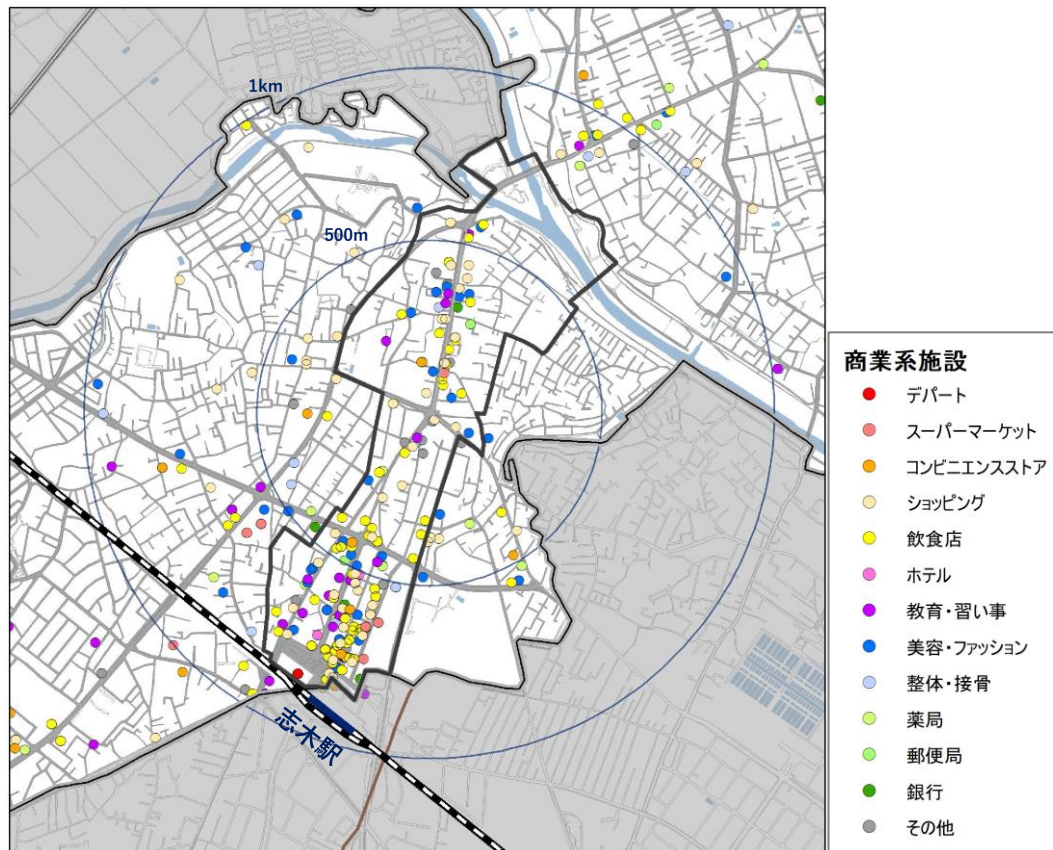 1km
500m
志木駅
商業系施設
デパート
スーパーマーケット
コンビニエンスストア
ショッピング
飲食店
ホテル
教育・習い事
美容・ファッション
整体・接骨
薬局
郵便局
銀行
その他